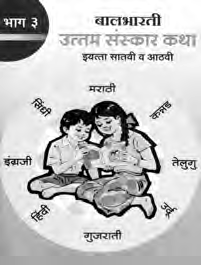 भाग ३
बालभारती
उत्तम संस्कार कथा
इयत्ता सातवी व आठवी
मराठी
सिंधी
कन्नड
इंग्रजी
तेलुगु
हिंदी
उर्दू
गुजराती